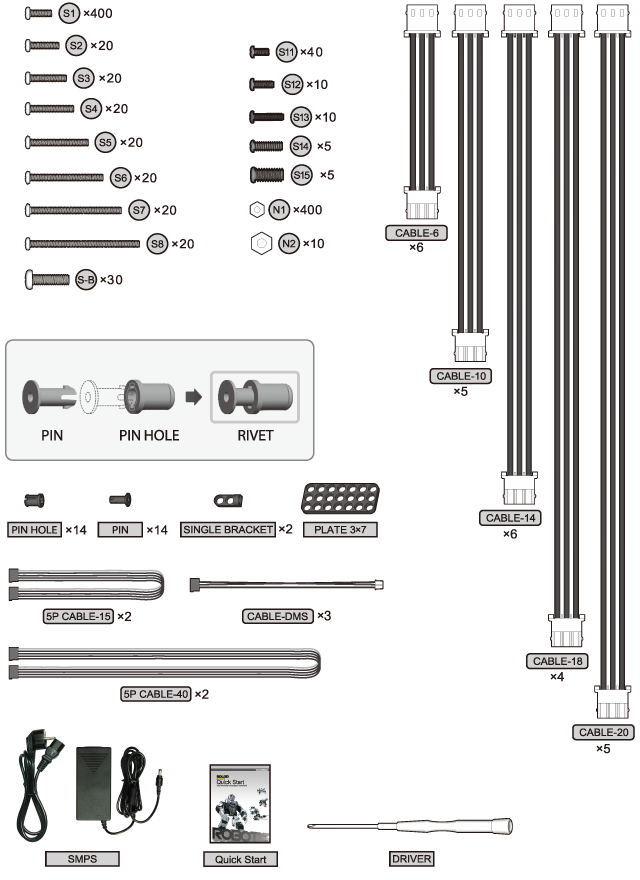 S1 ×400
S2 ×20
S3 ×20
S4 ×20
S5 ×20
S6 ×20
S7 ×20
S8 ×20
S-B ×30
S11 ×40
S12 ×10
S13 ×10
S14 ×5
S15 ×5
N1 ×400
N2 ×10
CABLE-6
×6
CABLE-10
×5
CABLE-14
×6
CABLE-18
×4
CABLE-20
×5
PIN
PIN HOLE
RIVET
PIN HOLE ×14
PIN ×14
SINGLE BRACKET ×2
PLATE 3×7
5P CABLE-15 ×2
CABLE-DMS ×3
5P CABLE-40 ×2
Quick Start
ROBOTIS
SMPS
Quick Start
DRIVER